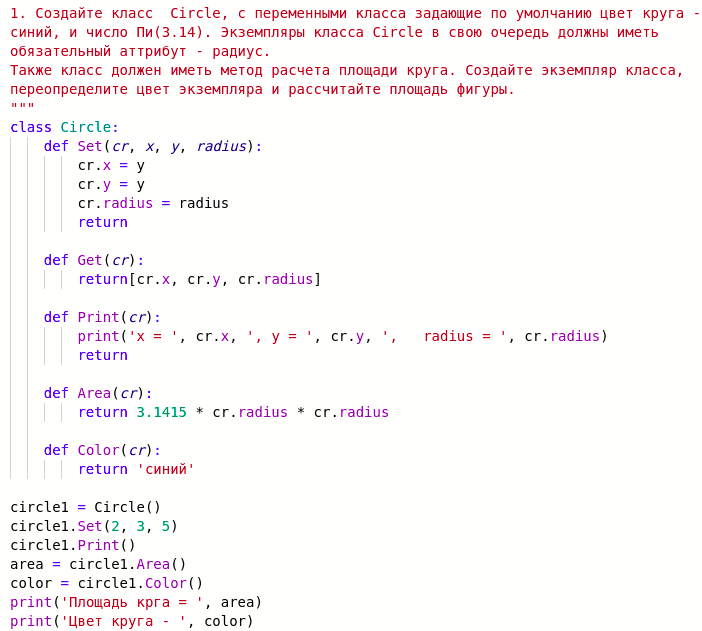 1. Создайте класс  Circle, с переменными класса задающие по умолчанию цвет круга -
синий, и число Пи(3.14). Экземпляры класса Circle в свою очередь должны иметь
обязательный аттрибут - радиус.
Также класс должен иметь метод расчета площади круга. Создайте экземпляр класса,
переопределите цвет экземпляра и рассчитайте площадь фигуры.
"""
class Circle:
    def Set(cr, x, y, radius):
        cr.x = y
        cr.y = y
        cr.radius = radius
        return

    def Get(cr):
        return[cr.x, cr.y, cr.radius]

    def Print(cr):
        print('x = ', cr.x, ', y = ', cr.y, ',   radius = ', cr.radius)
        return

    def Area(cr):
        return 3.1415 * cr.radius * cr.radius

    def Color(cr):
        return 'синий'

circle1 = Circle()
circle1.Set(2, 3, 5)
circle1.Print()
area = circle1.Area()
color = circle1.Color()
print('Площадь крга = ', area)
print('Цвет круга - ', color)